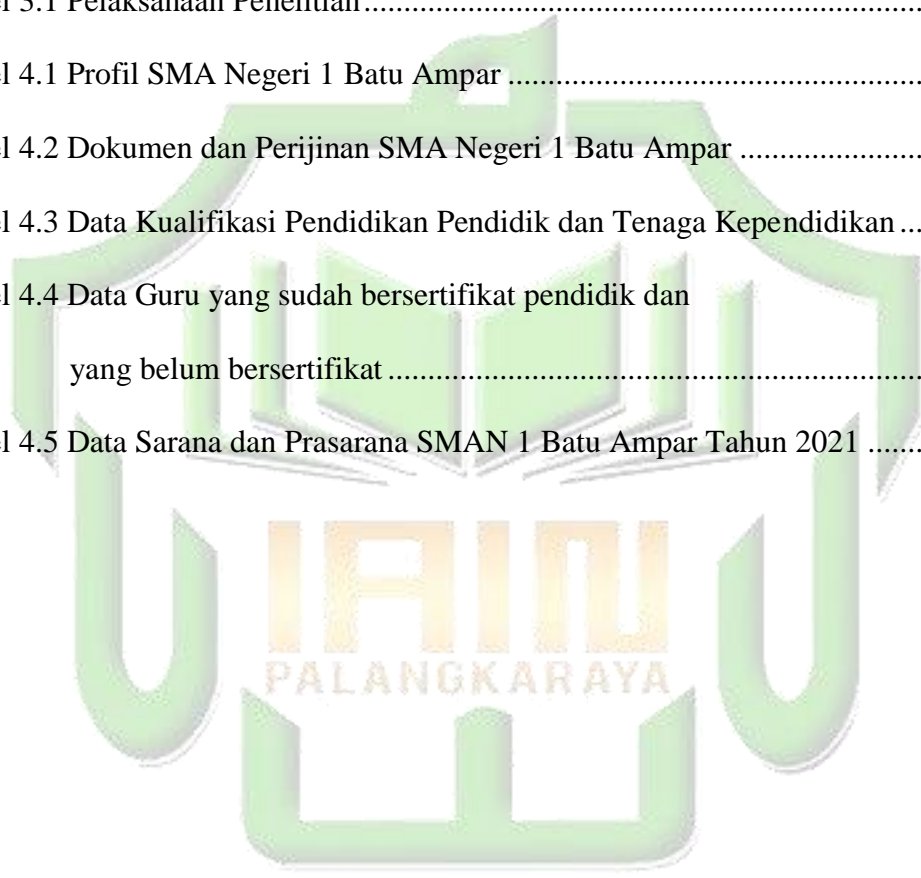 el 3.1 Pelaksanaan Penelitian ................................................................
el 4.1 Profil SMA Negeri 1 Batu Ampar ................................................
el 4.2 Dokumen dan Perijinan SMA Negeri 1 Batu Ampar ....................
el 4.3 Data Kualifikasi Pendidikan Pendidik dan Tenaga Kependidikan ...
el 4.4 Data Guru yang sudah bersertifikat pendidik dan
yang belum bersertifikat ................................................................
el 4.5 Data Sarana dan Prasarana SMAN 1 Batu Ampar Tahun 2021 .......
IAIN
PALANGKARAYA